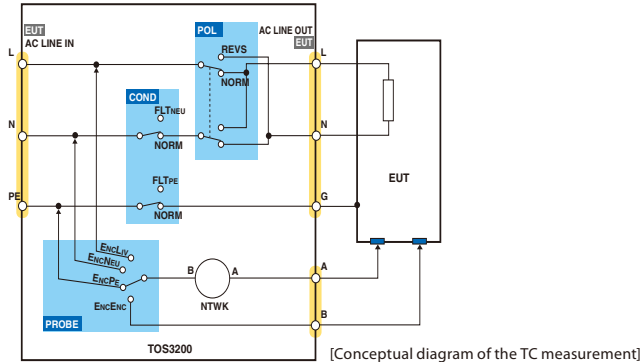 EUT
AC LINE IN
POL
AC LINE OUT
EUT
L
REVS
L
NORM
COND
FLTNEU
N
NORM
N
EUT
FLTPE
PE
NORM
G
ENCLIV
ENCNEU
ENCPE
B
A
A
NTWK
ENCENC
B
PROBE
TOS3200
[Conceptual diagram of the TC measurement]